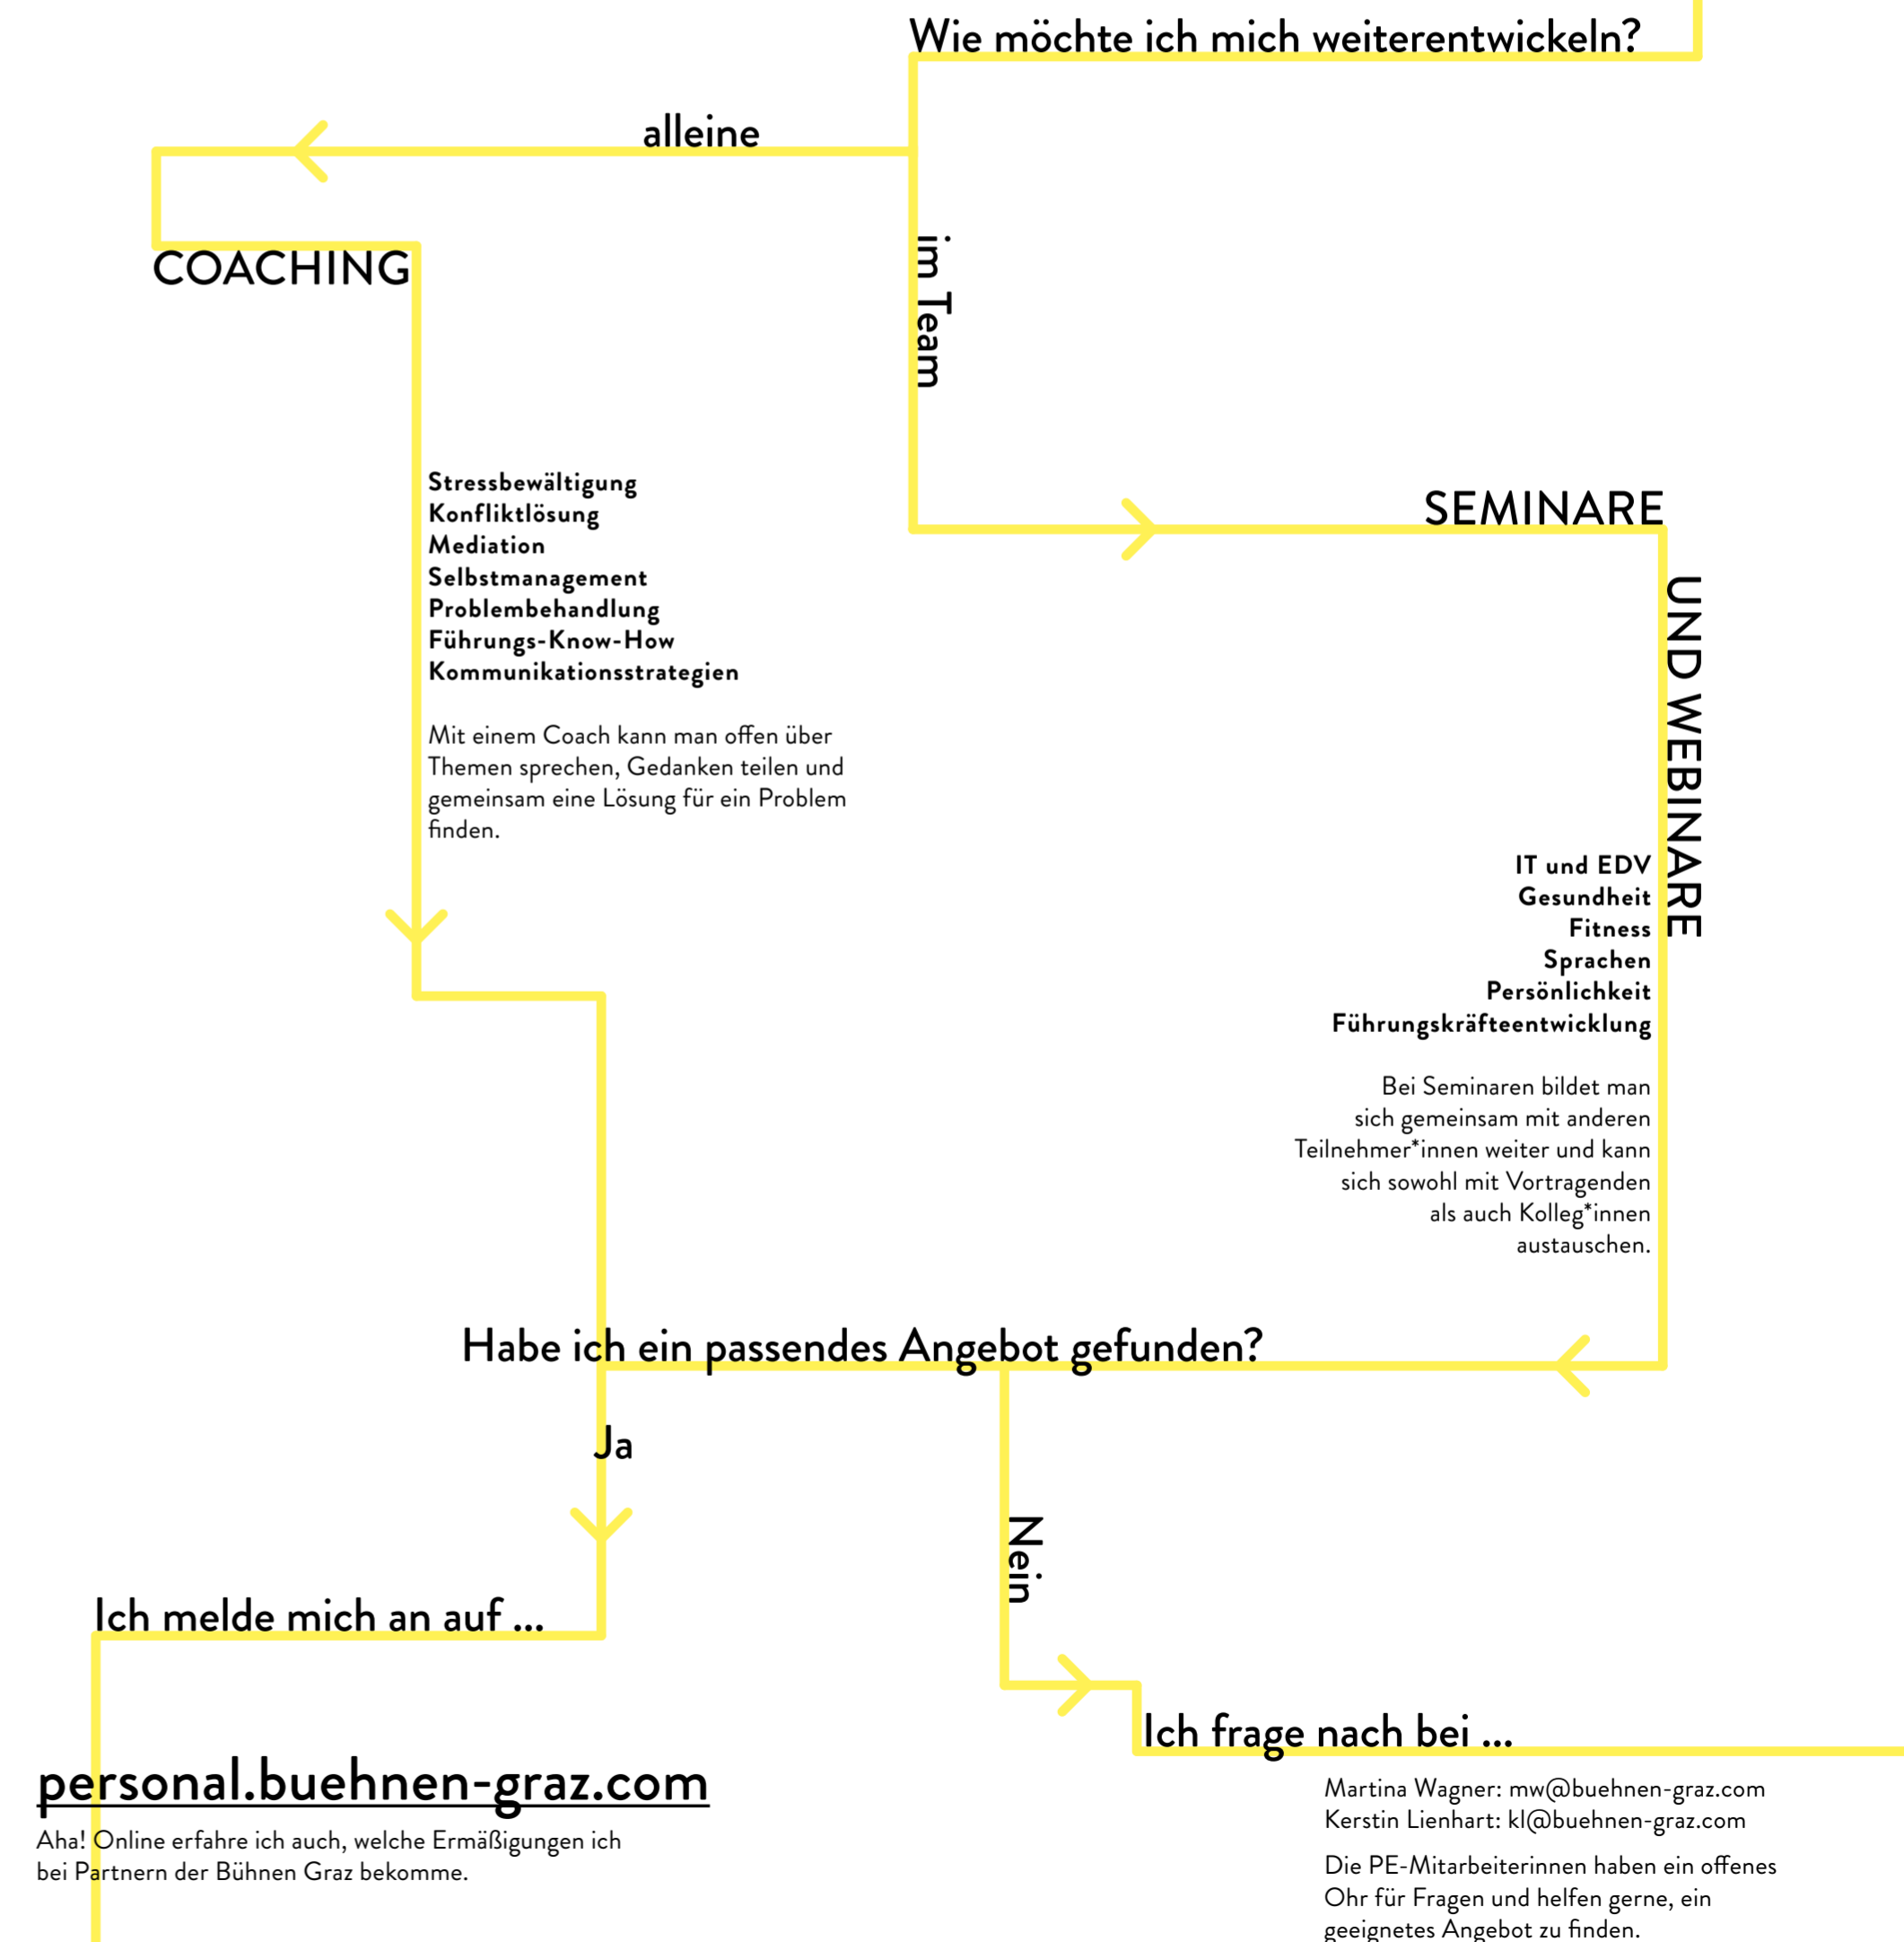 Wie möchte ich mich weiterentwickeln?
alleine
im Team
COACHING
Stressbewältigung
Konfliktlösung
Mediation
Selbstmanagement
Problembehandlung
Führungs-Know-How
Kommunikationsstrategien
Mit einem Coach kann man offen über
Themen sprechen, Gedanken teilen und
gemeinsam eine Lösung für ein Problem
finden.
SEMINARE
UND WEBINARE
IT und EDV
Gesundheit
Fitness
Sprachen
Persönlichkeit
Führungskräfteentwicklung
Bei Seminaren bildet man
sich gemeinsam mit anderen
Teilnehmer*innen weiter und kann
sich sowohl mit Vortragenden
als auch Kolleg*innen
austauschen.
Habe ich ein passendes Angebot gefunden?
Ja
Nein
Ich melde mich an auf ...
personal.buehnen-graz.com
Aha! Online erfahre ich auch, welche Ermäßigungen ich
bei Partnern der Bühnen Graz bekomme.
Ich frage nach bei ...
Martina Wagner: mw@buehnen-graz.com
Kerstin Lienhart: kl@buehnen-graz.com
Die PE-Mitarbeiterinnen haben ein offenes
Ohr für Fragen und helfen gerne, ein
geeignetes Angebot zu finden.